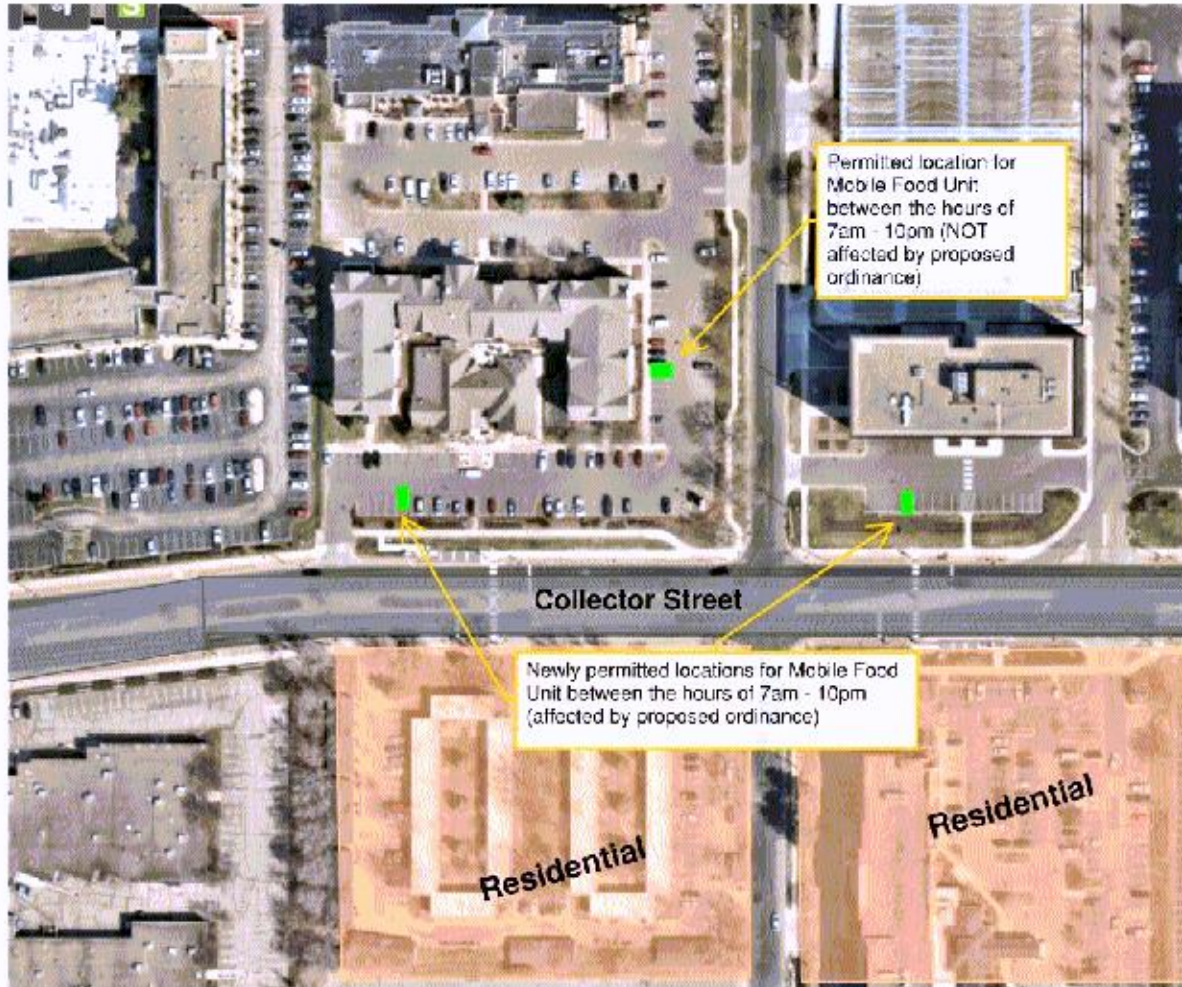 Permitted location for
Mobile Food Unit
between the hours of
7am - 10pm (NOT
affected by proposed
ordinance)
Collector Street
Newly permitted locations for Mobile Food
Unit between the hours of 7am - 10pm
(affected by proposed ordinance)
Residential
Residential